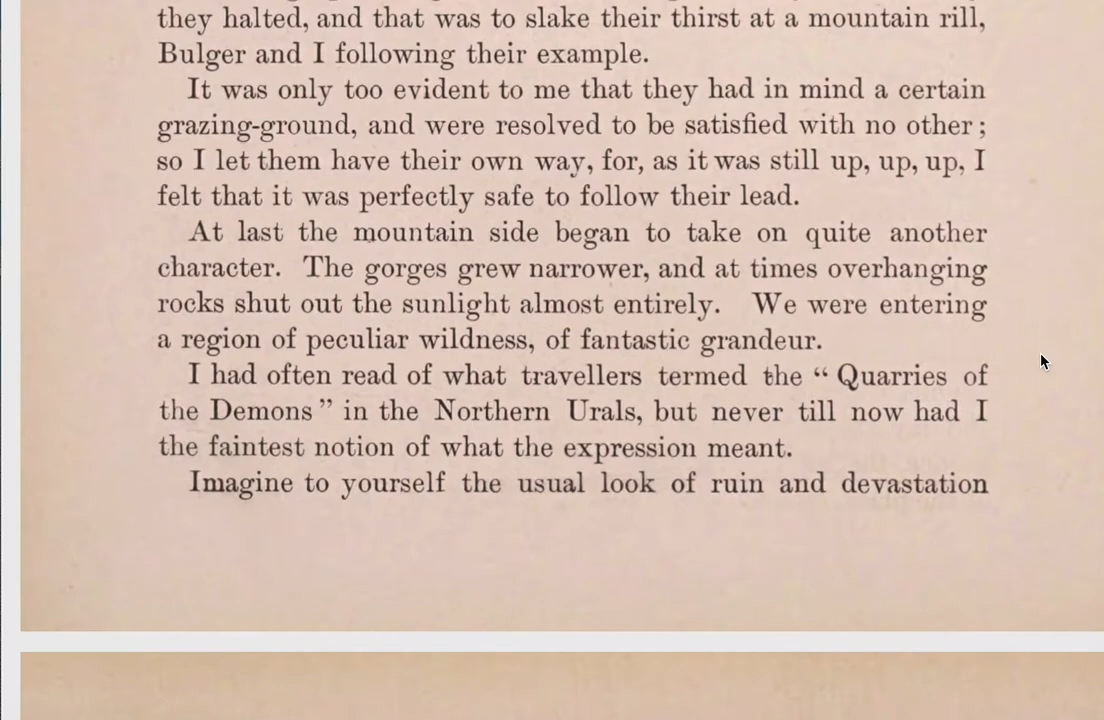 they halted, and that was to slake their thirst at a mountain rill,
Bulger and I following their example.
It was only too evident to me that they had in mind a certain
grazing-ground, and were resolved to be satisfied with no other;
so I let them have their own way, for, as it was still up, up, up, I
felt that it was perfectly safe to follow their lead.
At last the mountain side began to take on quite another
character. The gorges grew narrower, and at times overhanging
rocks shut out the sunlight almost entirely. We were entering
a region of peculiar wildness, of fantastic grandeur.
I had often read of what travellers termed the “ Quarries of
the Demons ” in the Northern Urals, but never till now had I
the faintest notion of what the expression meant.
Imagine to yourself the usual look of ruin and devastation